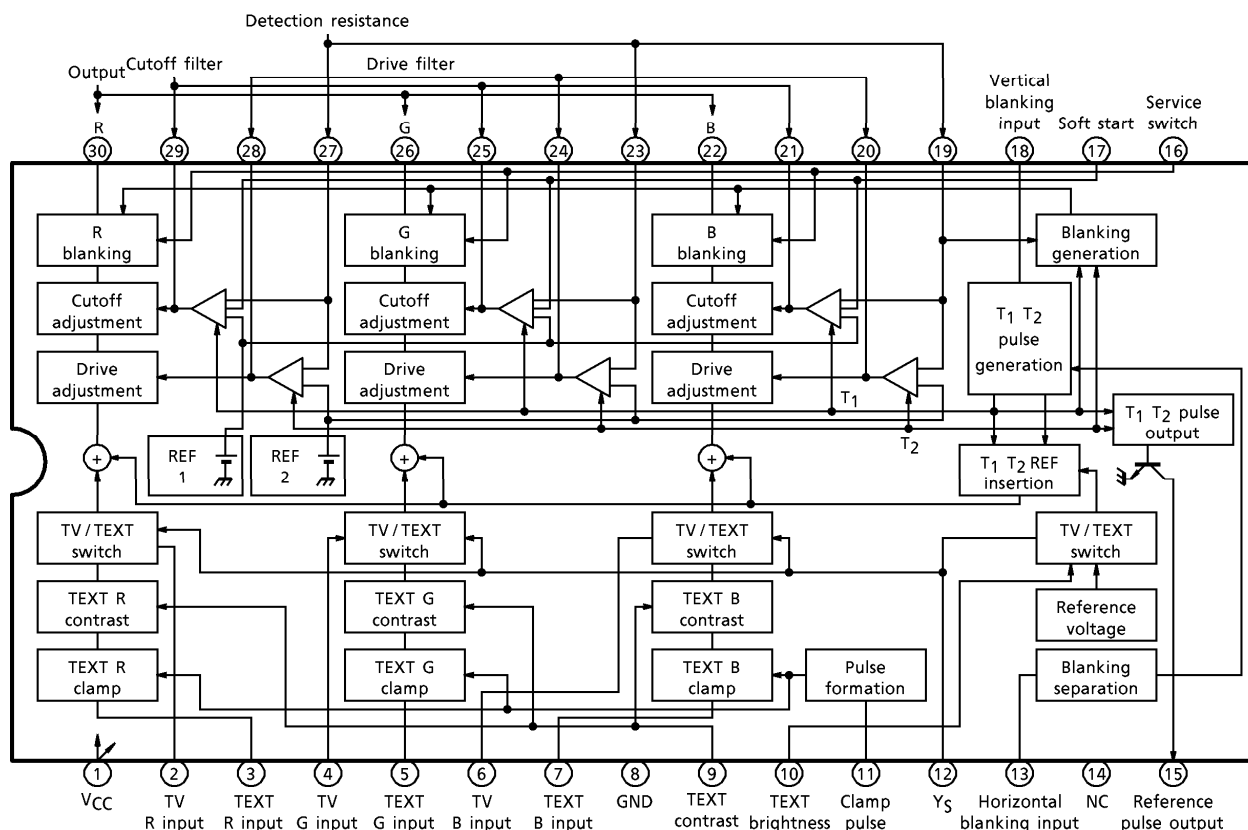 Detection resistance
Output
Cutoff filter
Drive filter
Vertical
blanking
input
Soft start
Service
switch
R
G
B
30
29
28
27
26
25
24
23
22
21
20
19
18
17
16
R
blanking
G
blanking
B
blanking
Blanking
generation
Cutoff
adjustment
Cutoff
adjustment
Cutoff
adjustment
T1 T2
pulse
generation
Drive
adjustment
Drive
adjustment
Drive
adjustment
T1
T2
T1 T2 pulse
output
REF
1
REF
2
+
+
+
T1 T2 REF
insertion
TV / TEXT
switch
TV / TEXT
switch
TV / TEXT
switch
TV / TEXT
switch
TEXT R
contrast
TEXT G
contrast
TEXT B
contrast
Reference
voltage
TEXT R
clamp
TEXT G
clamp
TEXT B
clamp
Pulse
formation
Blanking
separation
1
2
3
4
5
6
7
8
9
10
11
12
13
14
15
VCC
TV
R input
TEXT
R input
TV
G input
TEXT
G input
TV
B input
TEXT
B input
GND
TEXT
contrast
TEXT
brightness
Clamp
pulse
YS
Horizontal
blanking input
NC
Reference
pulse output